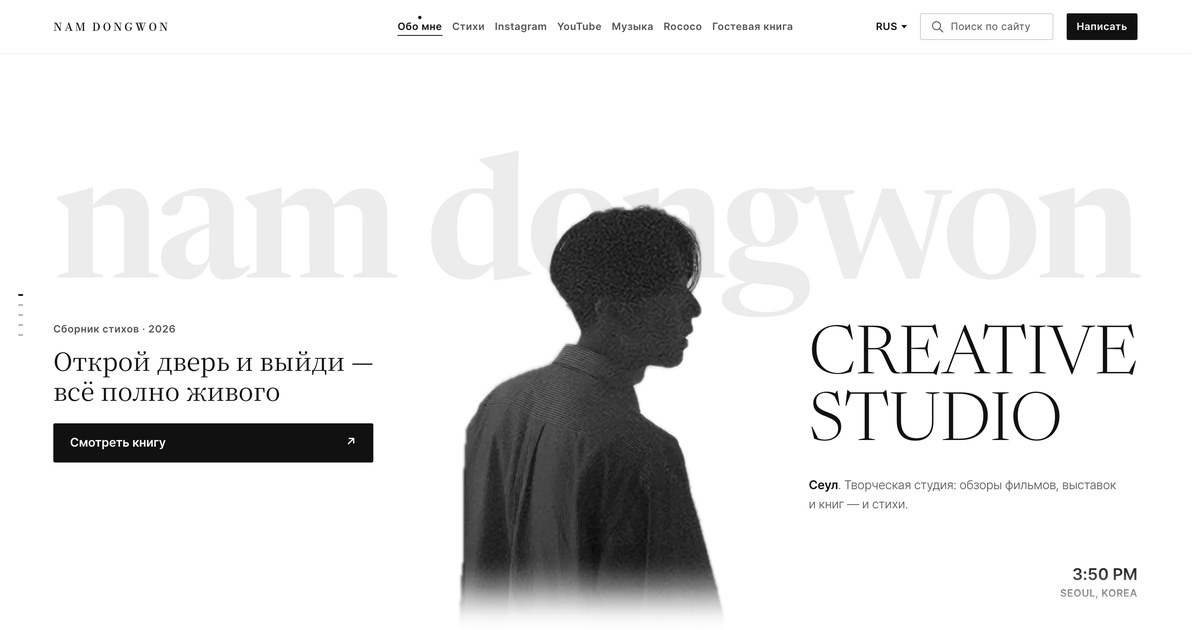 NAM DONGWON
Обо мне Стихи Instagram YouTube Музыка Rococo Гостевая книга
RUS
Поиск по сайту
Написать
nam dongwon
Сборник стихов · 2026
Открой дверь и выйди —
всё полно живого
Смотреть книгу
CREATIVE
STUDIO
Сеул. Творческая студия: обзоры фильмов, выставок
и книг — и стихи.
3:50 PM
SEOUL, KOREA